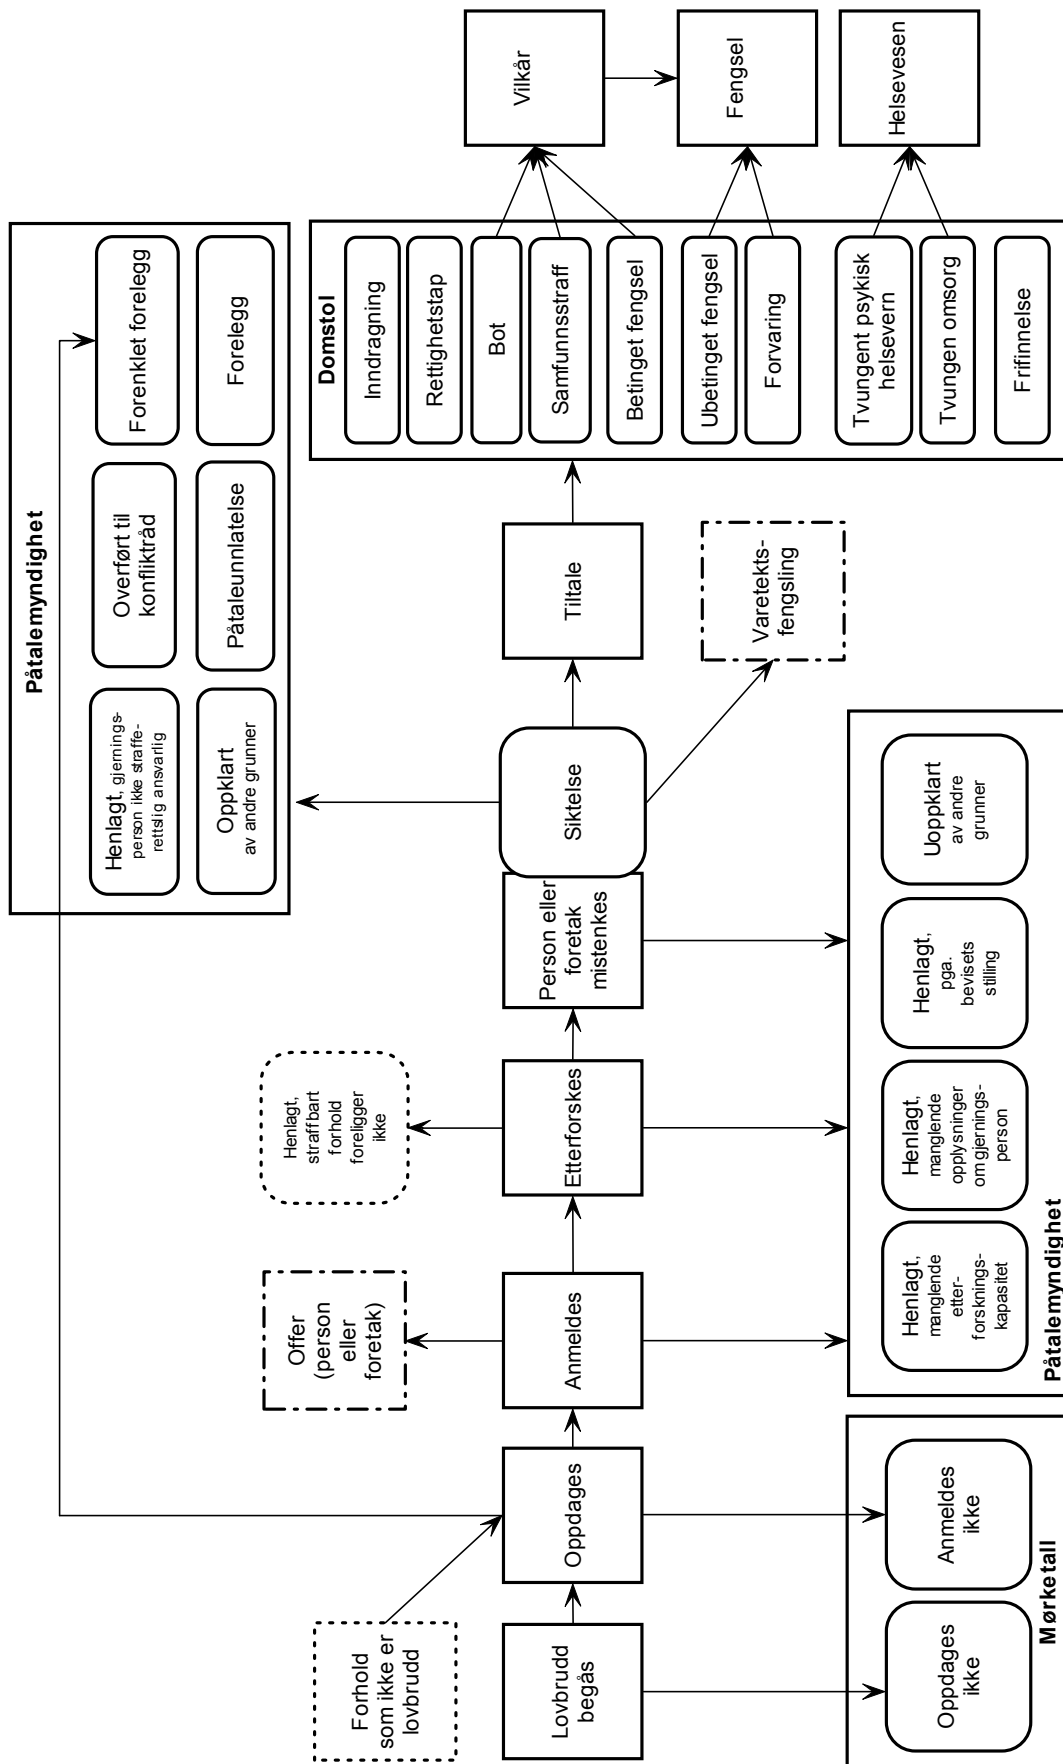 Påtalemyndighet
Henlagt, gjernings-
person ikke straffe-
rettslig ansvarlig
Overført til
konfliktråd
Forenklet forelegg
Oppklart
av andre grunner
Påtaleunnlatelse
Forelegg
Forhold
som ikke er
lovbrudd
Offer
(person
eller
foretak)
Henlagt,
straffbart
forhold
foreligger
ikke
Lovbrudd
begås
Oppdages
Anmeldes
Etterforskes
Person eller
foretak
mistenkes
Siktelse
Tiltale
Varetekts-
fengsling
Domstol
Inndragning
Rettighetstap
Bot
Samfunnsstraff
Betinget fengsel
Ubetinget fengsel
Forvaring
Tvungent psykisk
helsevern
Tvungen omsorg
Frifinnelse
Vilkår
Fengsel
Helsevesen
Oppdages
ikke
Anmeldes
ikke
Mørketall
Henlagt,
manglende
etter-
forsknings-
kapasitet
Henlagt,
manglende
opplysninger
om gjernings-
person
Henlagt,
pga.
bevisets
stilling
Uoppklart
av andre
grunner
Påtalemyndighet